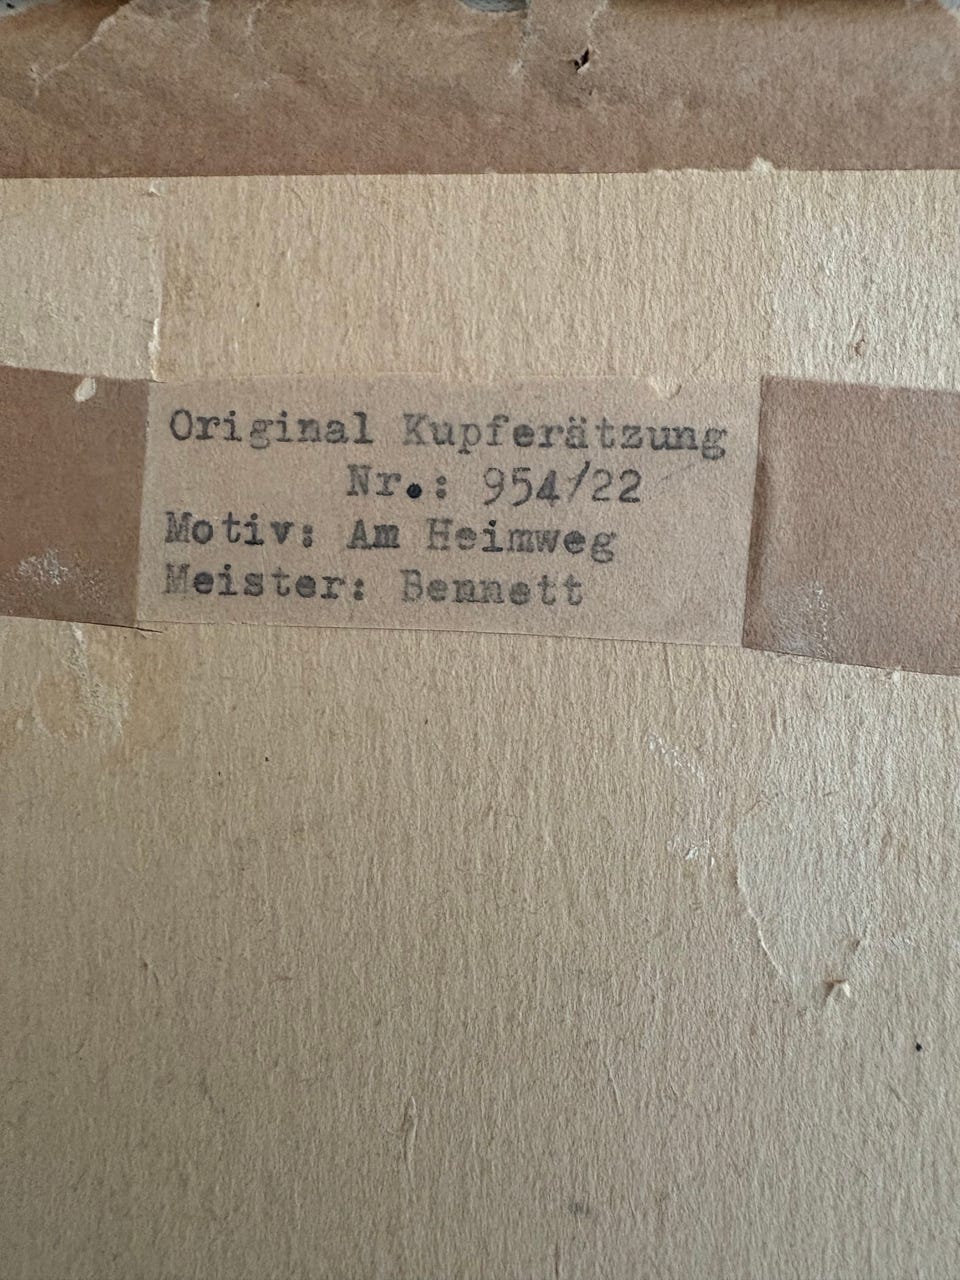 Original Kupferätzung
Nr.: 954/22
Motiv: Am Heimweg
Meister: Bennett